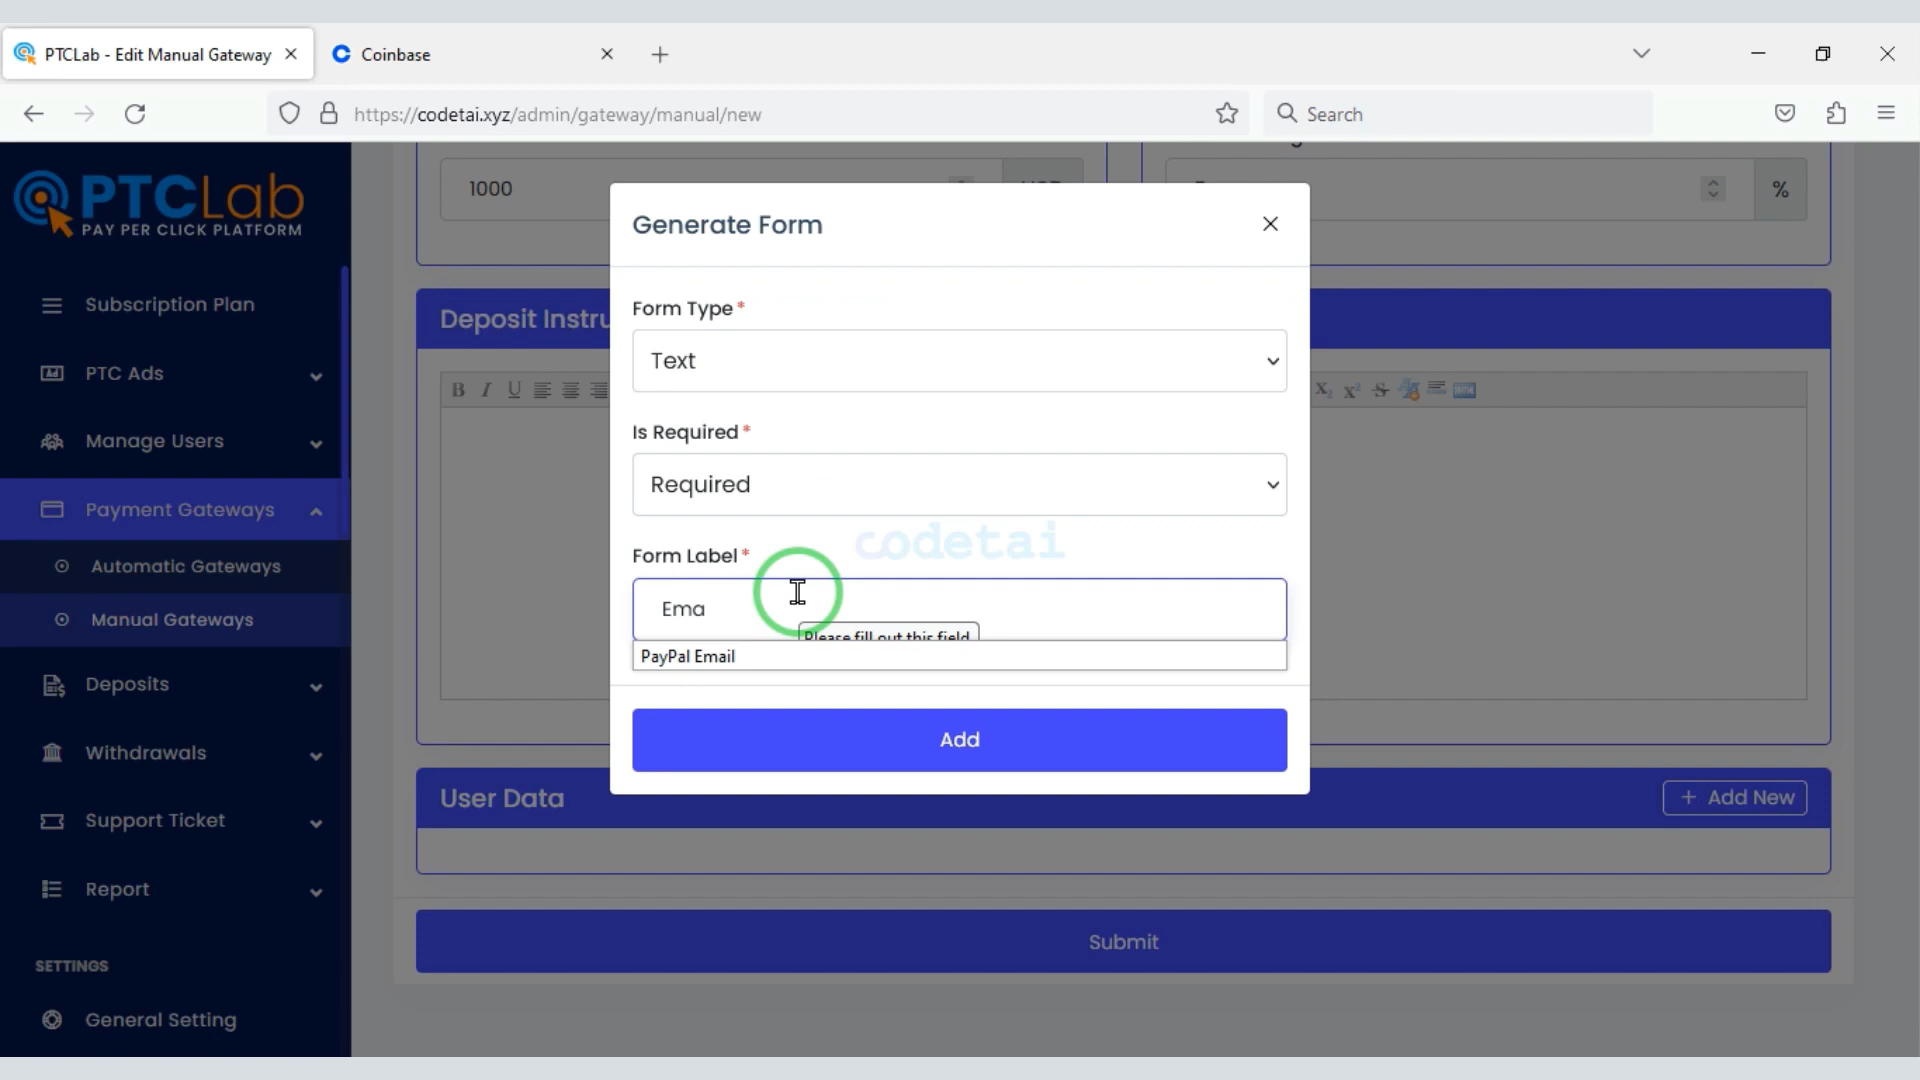 PTCLab - Edit Manual Gateway
Coinbase
https://codetai.xyz/admin/gateway/manual/new
Search
PTCLab
PAY PER CLICK PLATFORM
Subscription Plan
PTC Ads
Manage Users
Payment Gateways
Automatic Gateways
Manual Gateways
Deposits
Withdrawals
Support Ticket
Report
SETTINGS
General Setting
1000
%
Deposit Instru
Generate Form
Form Type *
Text
Is Required *
Required
codetai
Form Label *
Ema
Please fill out this field
PayPal Email
Add
User Data
+ Add New
Submit